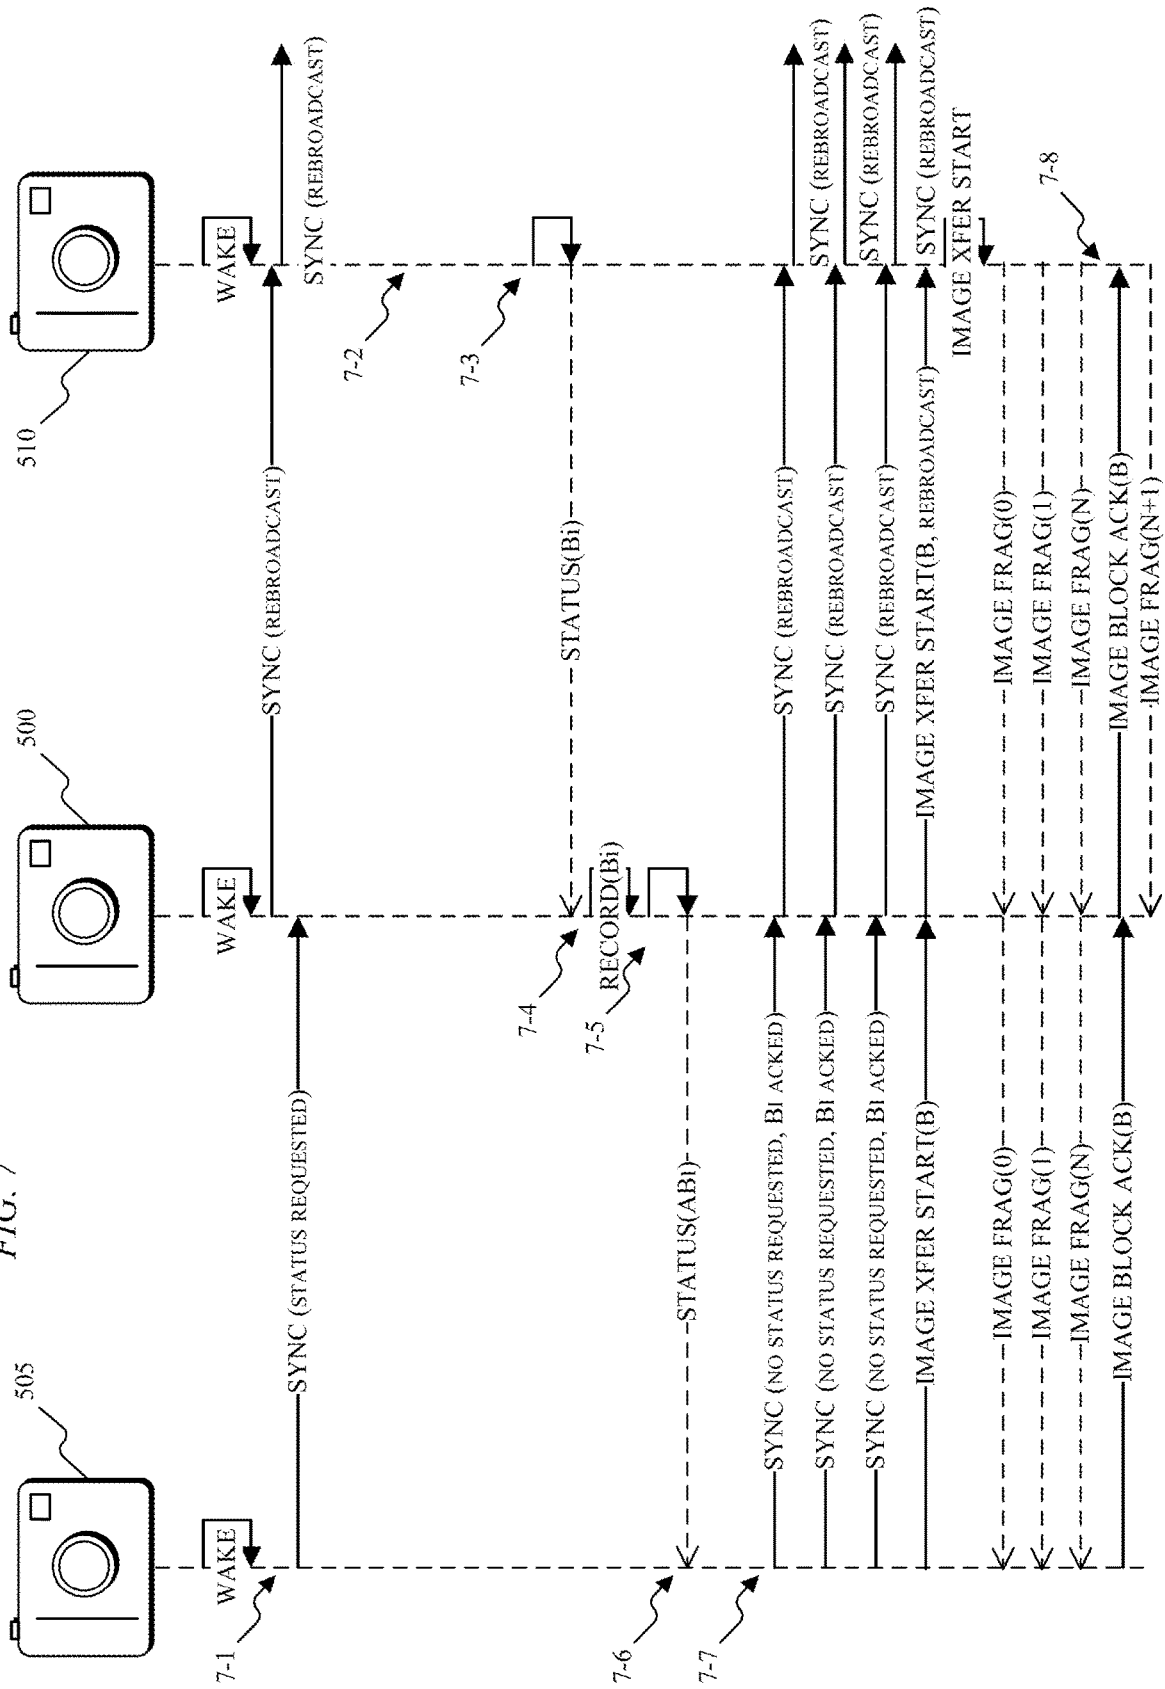 FIG. 7
505
500
510
WAKE
WAKE
WAKE
7-1
SYNC (STATUS REQUESTED)
SYNC (REBROADCAST)
SYNC (REBROADCAST)
7-2
7-3
STATUS(Bi)
7-4
RECORD(Bi)
7-5
STATUS(ABi)
7-6
7-7
SYNC (NO STATUS REQUESTED, BI ACKED)
SYNC (REBROADCAST)
SYNC (REBROADCAST)
SYNC (NO STATUS REQUESTED, BI ACKED)
SYNC (REBROADCAST)
SYNC (REBROADCAST)
SYNC (NO STATUS REQUESTED, BI ACKED)
SYNC (REBROADCAST)
SYNC (REBROADCAST)
IMAGE XFER START(B)
IMAGE XFER START(B, REBROADCAST)
IMAGE XFER START
IMAGE FRAG(0)
IMAGE FRAG(0)
IMAGE FRAG(1)
IMAGE FRAG(1)
IMAGE FRAG(N)
IMAGE FRAG(N)
7-8
IMAGE BLOCK ACK(B)
IMAGE BLOCK ACK(B)
IMAGE FRAG(N+1)